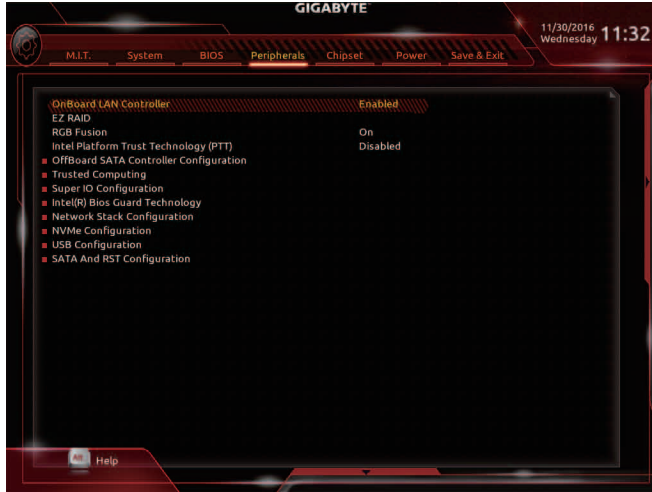 GIGABYTE
11/30/2016
Wednesday
11:32
M.I.T. System BIOS Peripherals Chipset Power Save & Exit
OnBoard LAN Controller Enabled
EZ RAID
RGB Fusion On
Intel Platform Trust Technology (PTT) Disabled
OffBoard SATA Controller Configuration
Trusted Computing
Super IO Configuration
Intel(R) Bios Guard Technology
Network Stack Configuration
NVMe Configuration
USB Configuration
SATA And RST Configuration
Alt Help